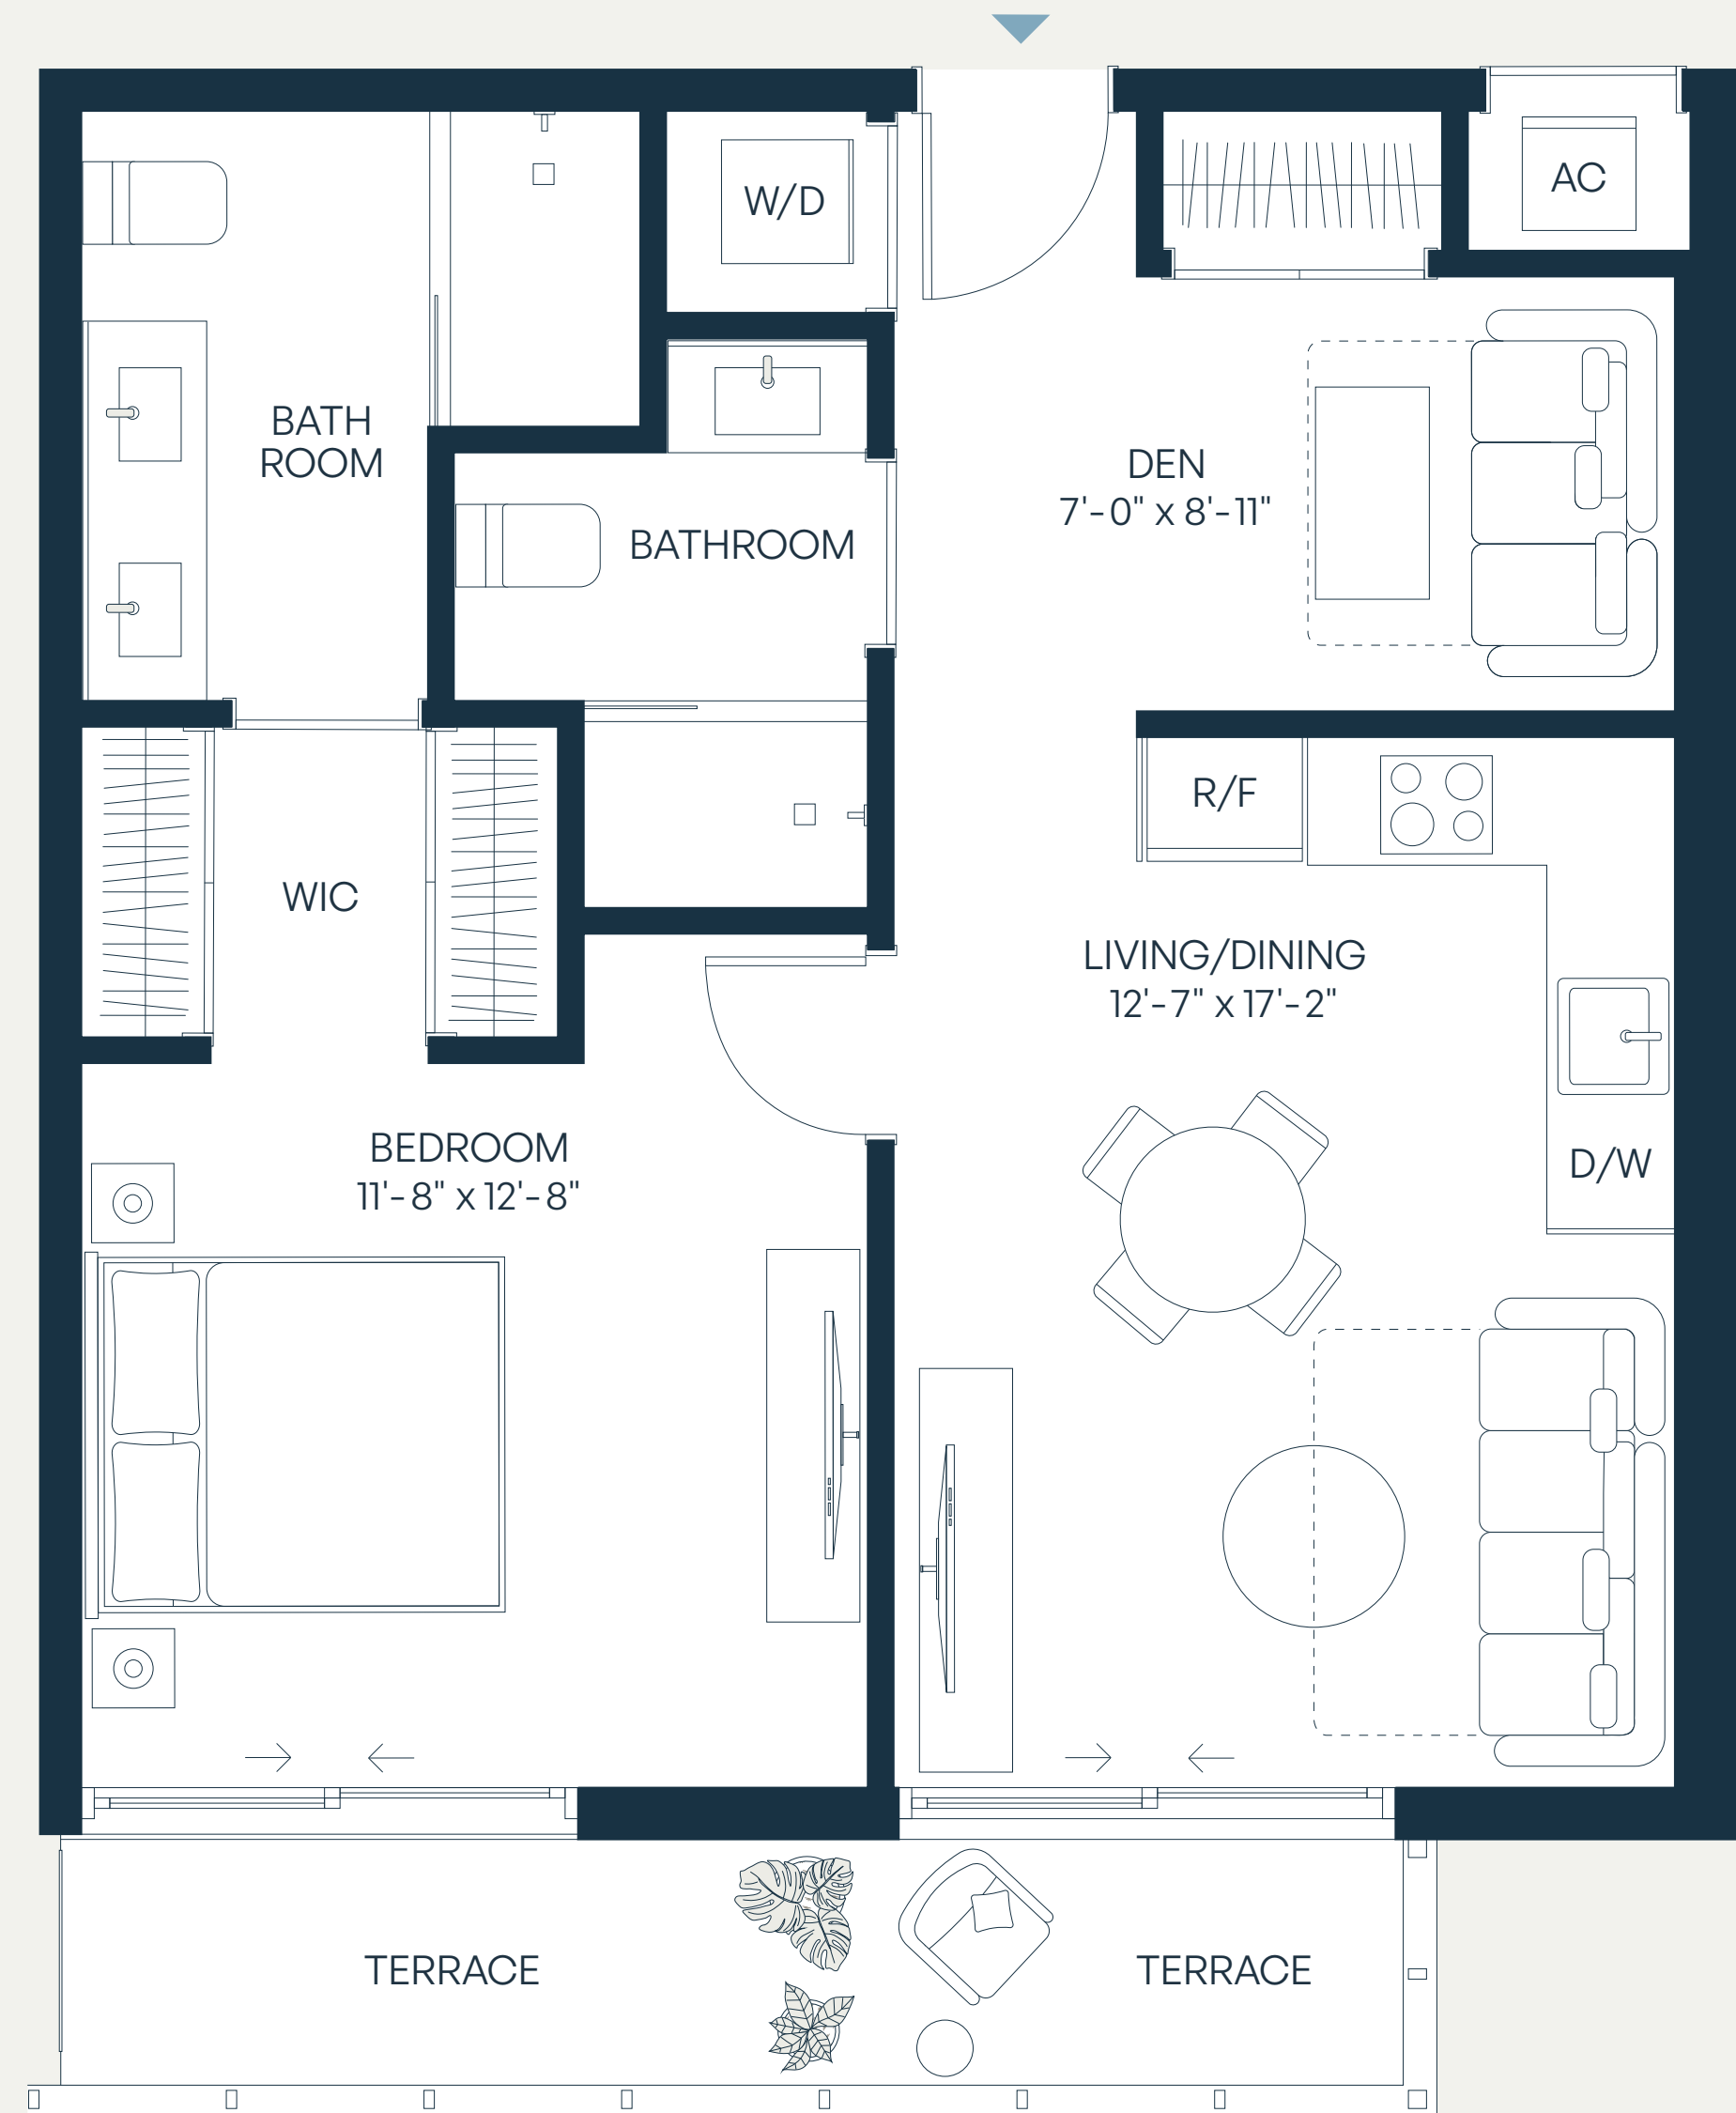 W/D
AC
BATH
ROOM
DEN
7'-0" x 8'-11"
BATHROOM
R/F
WIC
LIVING/DINING
12'-7" x 17'-2"
BEDROOM
11'-8" x 12'-8"
D/W
TERRACE
TERRACE